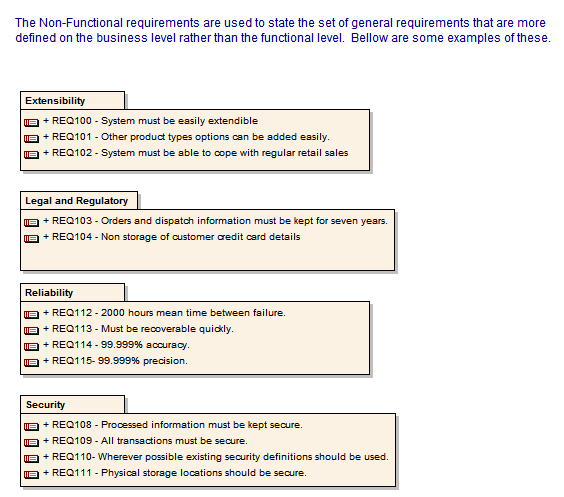 The Non-Functional requirements are used to state the set of general requirements that are more
defined on the business level rather than the functional level.  Bellow are some examples of these.
Extensibility
+ REQ100 - System must be easily extendible
+ REQ101 - Other product types options can be added easily.
+ REQ102 - System must be able to cope with regular retail sales
Legal and Regulatory
+ REQ103 - Orders and dispatch information must be kept for seven years.
+ REQ104 - Non storage of customer credit card details
Reliability
+ REQ112 - 2000 hours mean time between failure.
+ REQ113 - Must be recoverable quickly.
+ REQ114 - 99.999% accuracy.
+ REQ115- 99.999% precision.
Security
+ REQ108 - Processed information must be kept secure.
+ REQ109 - All transactions must be secure.
+ REQ110- Wherever possible existing security definitions should be used.
+ REQ111 - Physical storage locations should be secure.